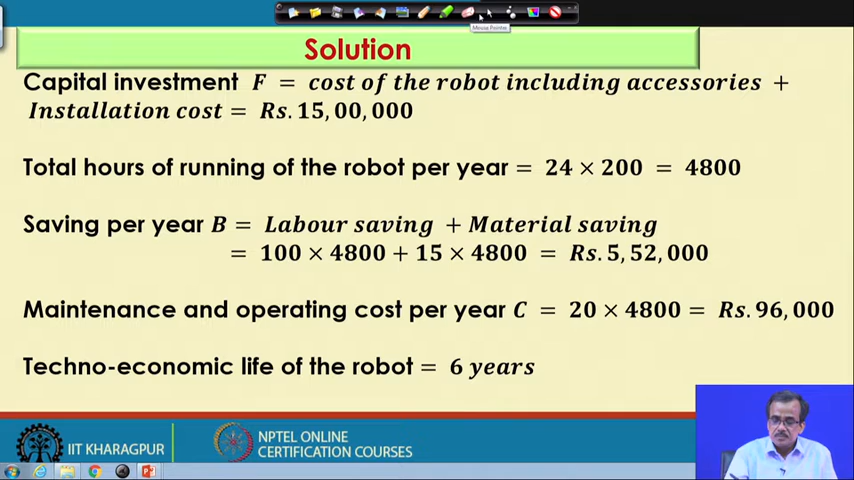 Mouse Pointer
Solution
Capital investment F = cost of the robot including accessories +
Installation cost = Rs. 15, 00, 000
Total hours of running of the robot per year = 24 × 200 = 4800
Saving per year B = Labour saving + Material saving
= 100 × 4800 + 15 × 4800 = Rs. 5, 52, 000
Maintenance and operating cost per year C = 20 × 4800 = Rs. 96, 000
Techno-economic life of the robot = 6 years
IIT KHARAGPUR
NPTEL ONLINE
CERTIFICATION COURSES